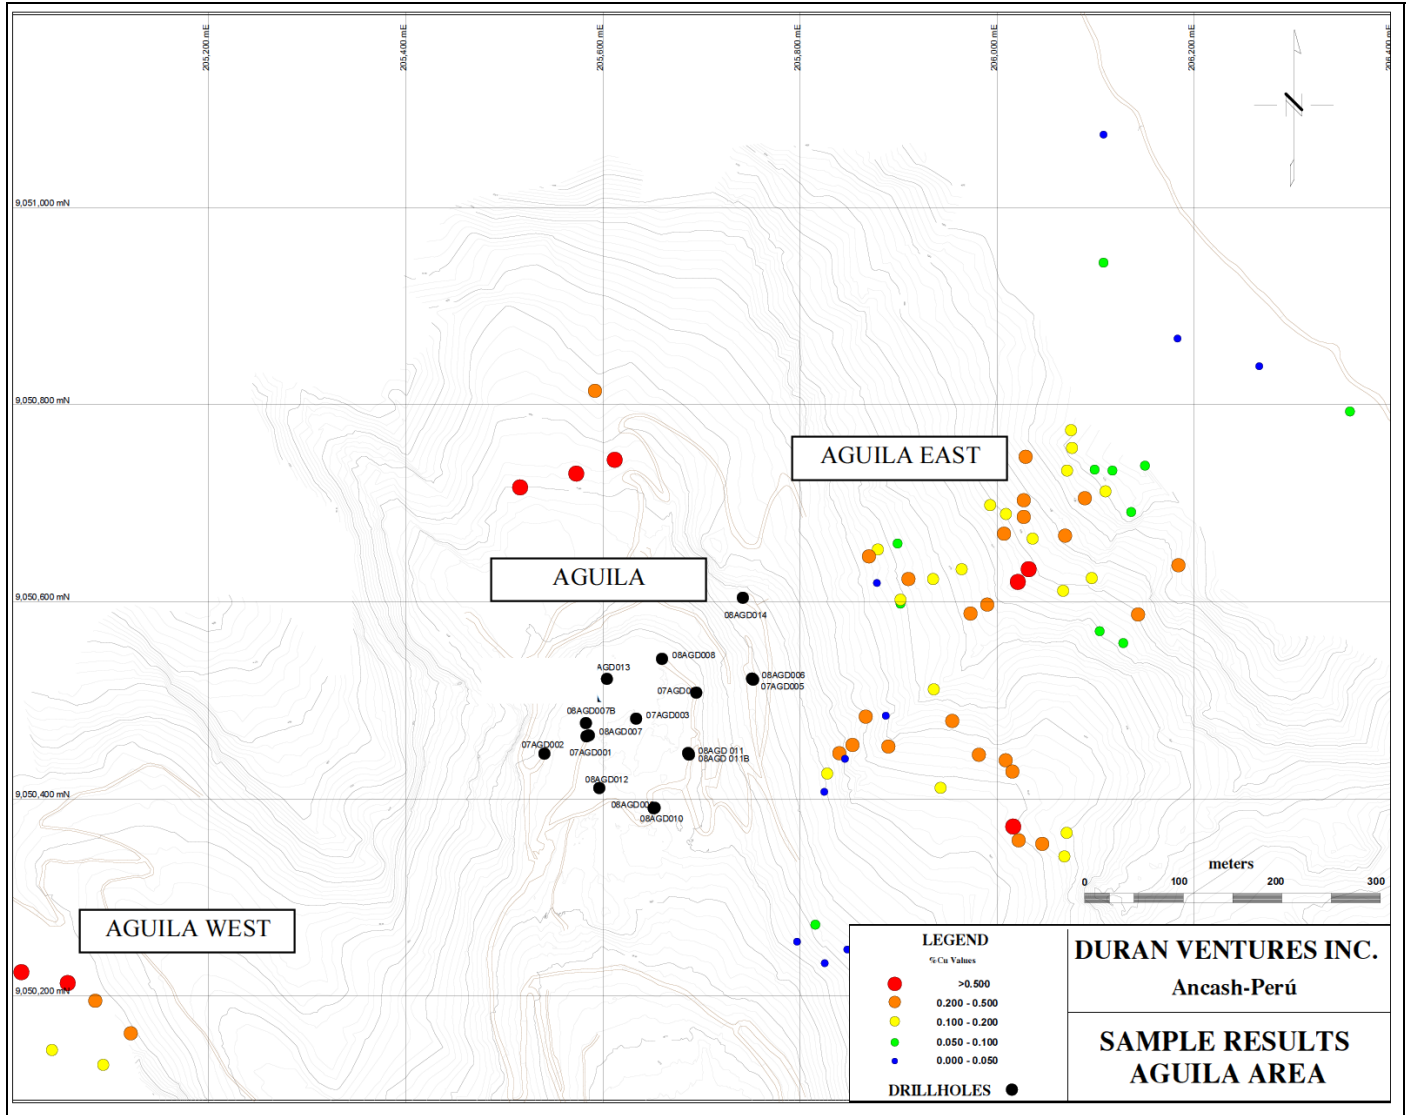 205,200 mE
205,400 mE
205,600 mE
205,800 mE
206,000 mE
206,200 mE
206,400 mE
9,051,000 mN
9,050,800 mN
AGUILA EAST
AGUILA
9,050,600 mN
08AGD014
08AGD008
AGD013
08AGD006
07AGD005
07AGD0
08AGD007B
07AGD003
08AGD007
07AGD002
07AGD001
08AGD 011
08AGD 011B
08AGD012
9,050,400 mN
08AGD00
08AGD010
meters
0 100 200 300
AGUILA WEST
9,050,200 mN
LEGEND
%Cu Values
>0.500
0.200 - 0.500
0.100 - 0.200
0.050 - 0.100
0.000 - 0.050
DRILLHOLES
DURAN VENTURES INC.
Ancash-Perú
SAMPLE RESULTS
AGUILA AREA